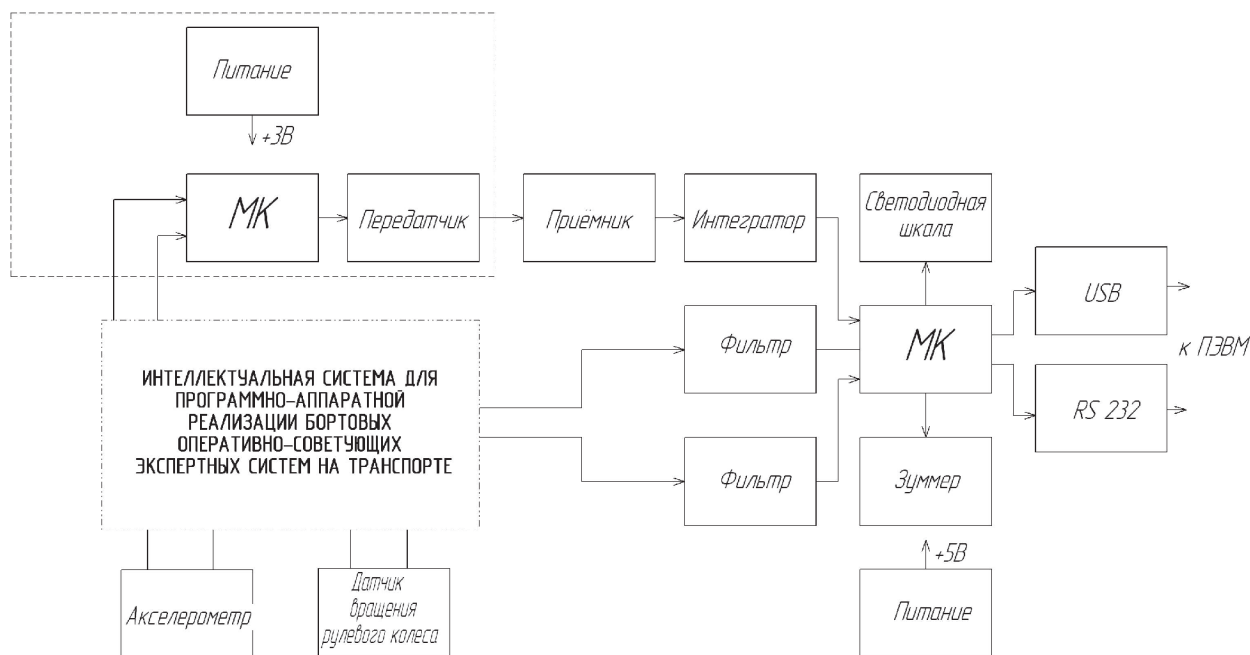 Питание
+3В
МК
Передатчик
Приёмник
Интегратор
Светодиодная
шкала
USB
Фильтр
МК
к ПЭВМ
ИНТЕЛЛЕКТУАЛЬНАЯ СИСТЕМА ДЛЯ
ПРОГРАММНО-АППАРАТНОЙ
РЕАЛИЗАЦИИ БОРТОВЫХ
ОПЕРАТИВНО-СОВЕТУЮЩИХ
ЭКСПЕРТНЫХ СИСТЕМ НА ТРАНСПОРТЕ
RS 232
Фильтр
Зуммер
+5В
Акселерометр
Датчик
вращения
рулевого колеса
Питание